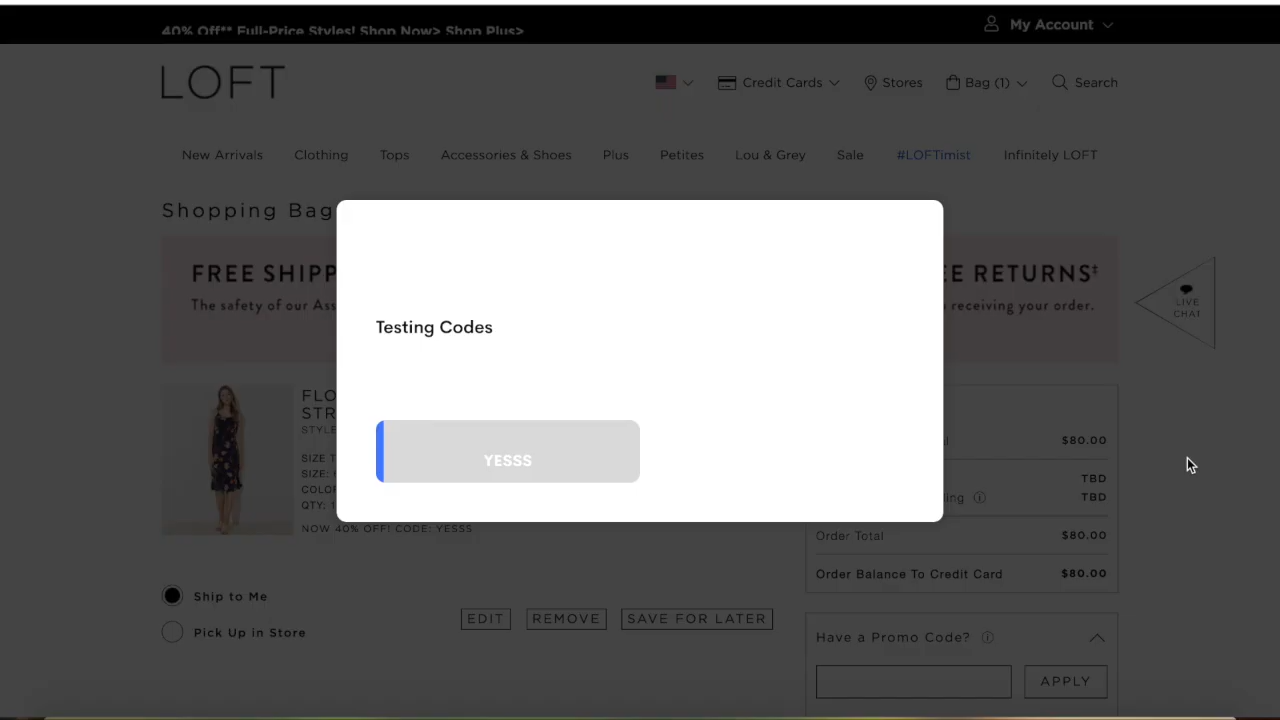 40% Off** Full-Price Styles! Shop Now> Shop Plus>
My Account
LOFT
Credit Cards
Stores
Bag (1)
Search
New Arrivals
Clothing
Tops
Accessories & Shoes
Plus
Petites
Lou & Grey
Sale
#LOFTimist
Infinitely LOFT
Shopping Bag
FREE SHIPP
EE RETURNS‡
The safety of our Ass
receiving your order.
LIVE
CHAT
Testing Codes
YESSS
FLO
STR
STYLE
SIZE T
SIZE:
COLO
QTY: 1
NOW 40% OFF! CODE: YESSS
Ship to Me
Pick Up in Store
EDIT
REMOVE
SAVE FOR LATER
$80.00
TBD
ling
TBD
Order Total
$80.00
Order Balance To Credit Card
$80.00
Have a Promo Code?
APPLY